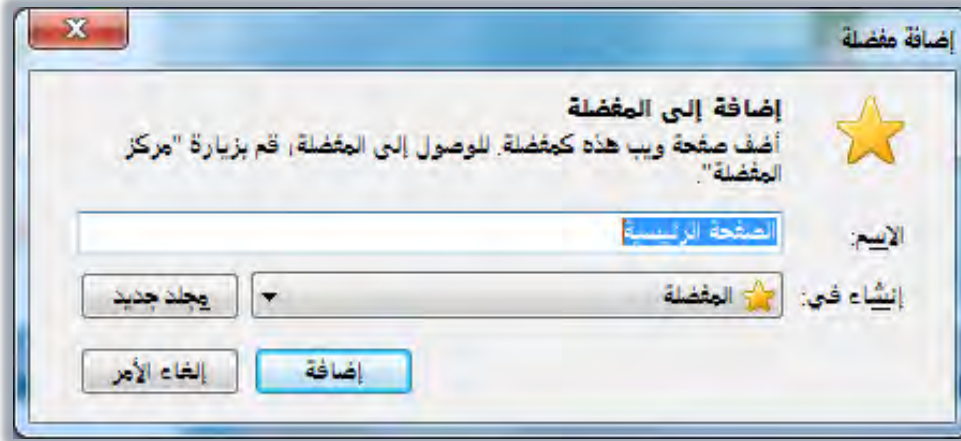 إضافة مفضلة
إضافة إلى المفضلة
أضف صفحة ويب هذه كمفضلة. للوصول إلى المفضلة، قم بزيارة "مركز
المفضلة".
الاسم:
الصفحة الرئيسية
إنشاء في:
المفضلة
مجلد جديد
إضافة
إلغاء الأمر